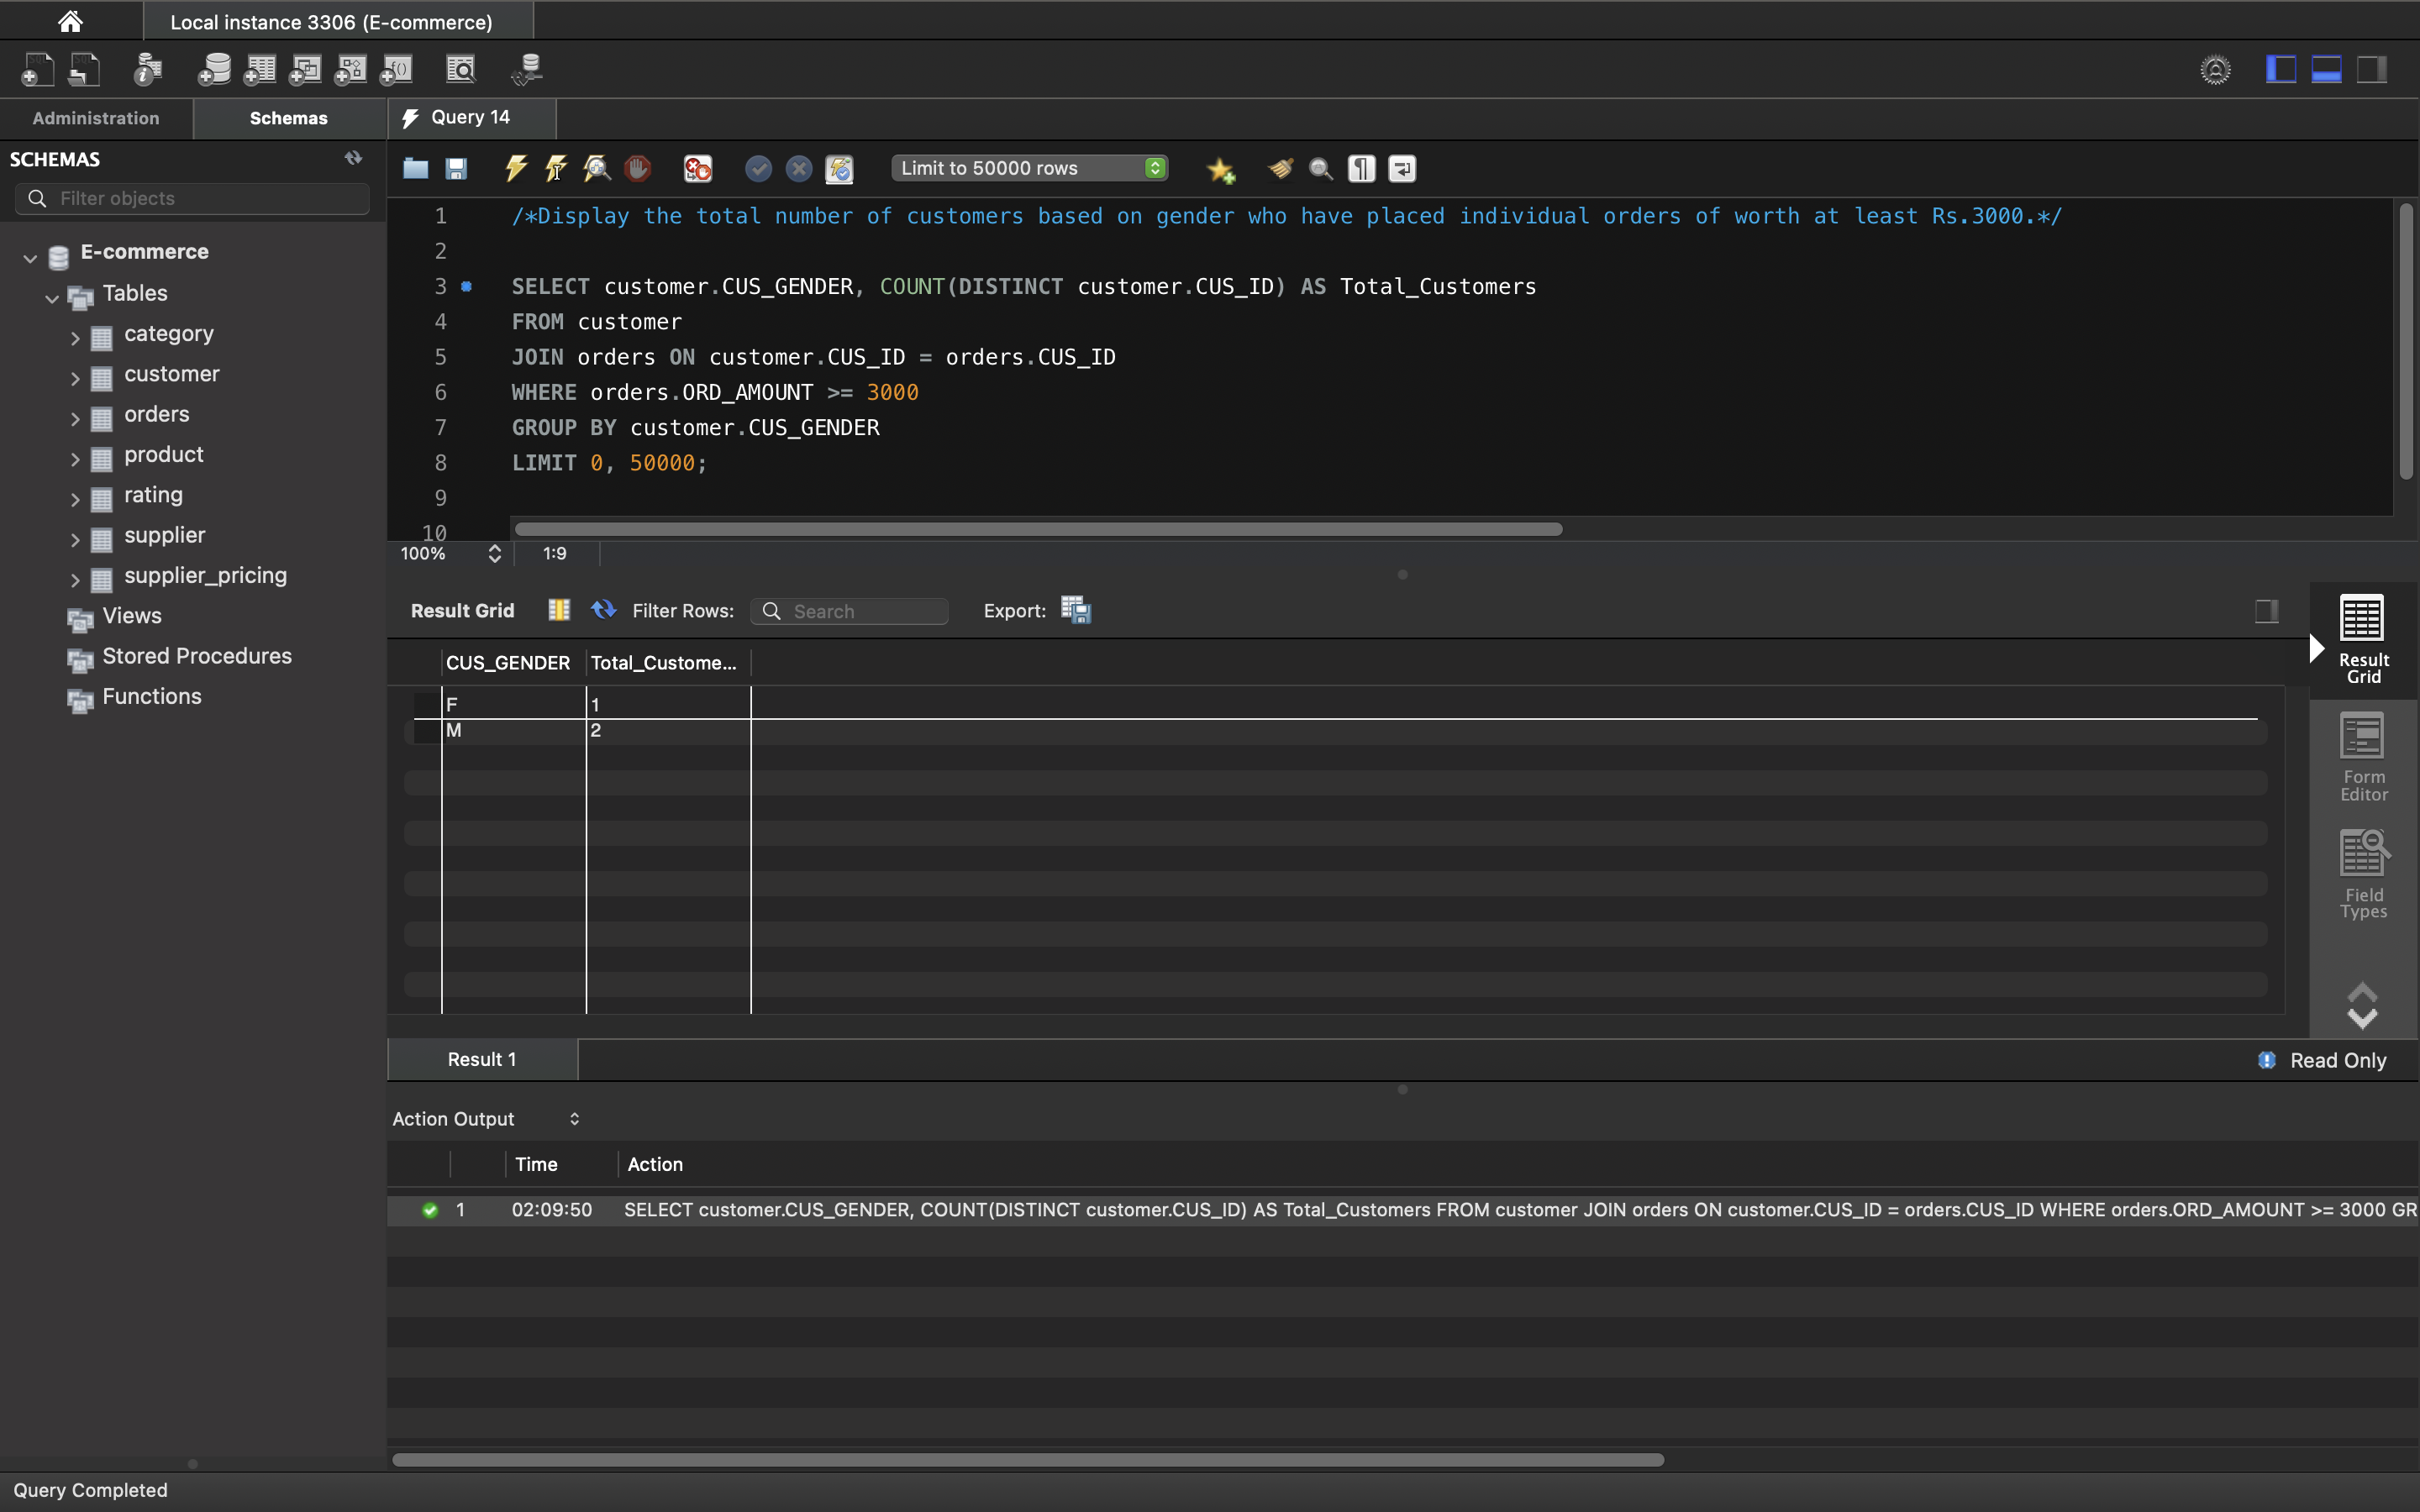 Local instance 3306 (E-commerce)
Administration
Schemas
Query 14
SCHEMAS
Filter objects
Limit to 50000 rows
E-commerce
Tables
category
customer
orders
product
rating
supplier
supplier_pricing
Views
Stored Procedures
Functions
1 /*Display the total number of customers based on gender who have placed individual orders of worth at least Rs.3000.*/
2
3 SELECT customer.CUS_GENDER, COUNT(DISTINCT customer.CUS_ID) AS Total_Customers
4 FROM customer
5 JOIN orders ON customer.CUS_ID = orders.CUS_ID
6 WHERE orders.ORD_AMOUNT >= 3000
7 GROUP BY customer.CUS_GENDER
8 LIMIT 0, 50000;
9
10
100% 1:9
Result Grid Filter Rows: Search Export:
CUS_GENDER Total_Custome...
F 1
M 2
Result
Grid
Form
Editor
Field
Types
Result 1
Read Only
Action Output
Time Action
1 02:09:50 SELECT customer.CUS_GENDER, COUNT(DISTINCT customer.CUS_ID) AS Total_Customers FROM customer JOIN orders ON customer.CUS_ID = orders.CUS_ID WHERE orders.ORD_AMOUNT >= 3000 GR
Query Completed